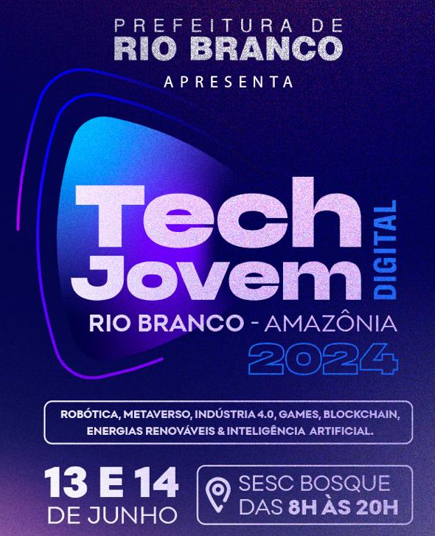 PREFEITURA DE
RIO BRANCO
APRESENTA
Tech
Jovem
DIGITAL
RIO BRANCO - AMAZÔNIA
2024
ROBÓTICA, METAVERSO, INDÚSTRIA 4.0, GAMES, BLOCKCHAIN,
ENERGIAS RENOVÁVEIS & INTELIGÊNCIA ARTIFICIAL.
13 E 14
DE JUNHO
SESC BOSQUE
DAS 8H ÀS 20H